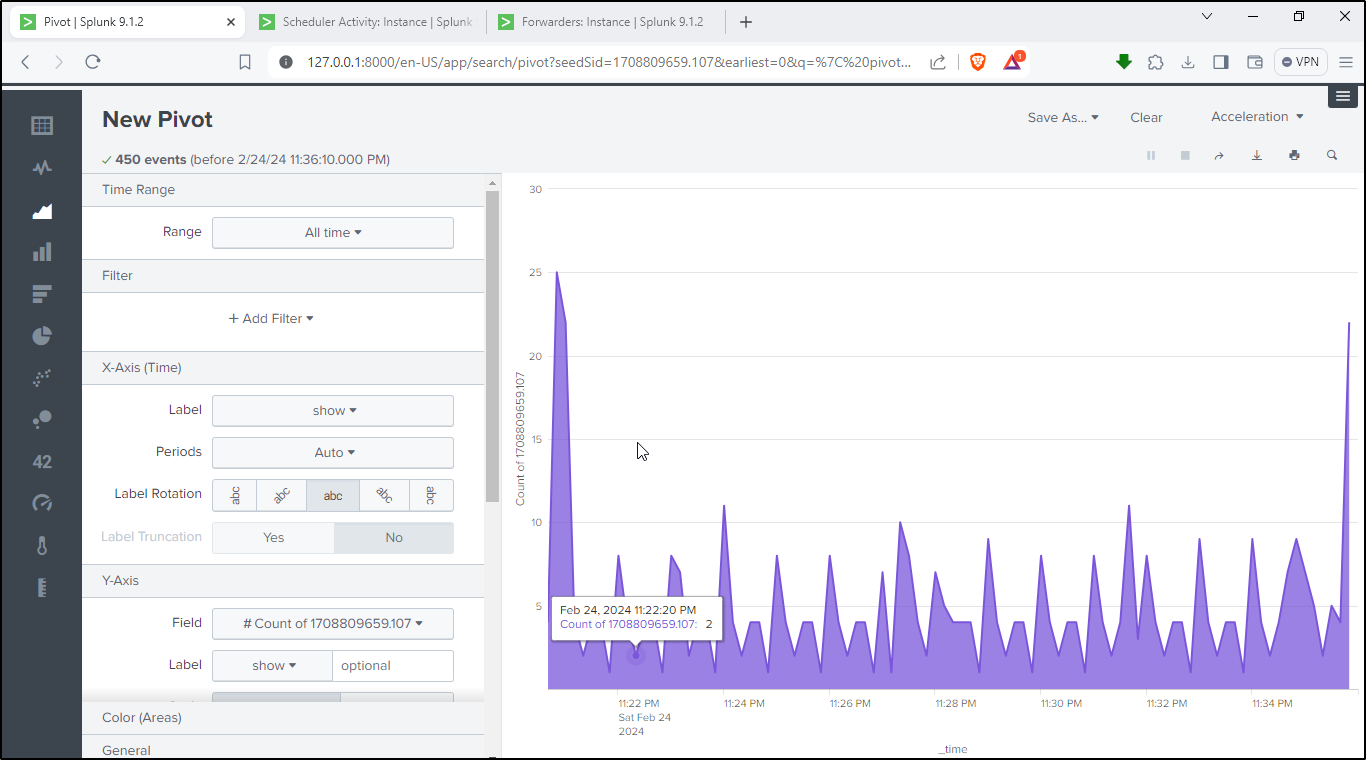 Pivot | Splunk 9.1.2
Scheduler Activity: Instance | Splunk
Forwarders: Instance | Splunk 9.1.2
127.0.0.1:8000/en-US/app/search/pivot?seedSid=1708809659.107&earliest=0&q=%7C%20pivot...
1
VPN
New Pivot
Save As...
Clear
Acceleration
450 events (before 2/24/24 11:36:10.000 PM)
Time Range
Range
All time
Filter
+ Add Filter
X-Axis (Time)
Label
show
Periods
Auto
Label Rotation
abc
abc
abc
abc
abc
Label Truncation
Yes
No
Y-Axis
Field
# Count of 1708809659.107
Label
show
optional
Color (Areas)
General
42
30
25
20
15
10
5
Count of 1708809659.107
Feb 24, 2024 11:22:20 PM
Count of 1708809659.107: 2
11:22 PM
Sat Feb 24
2024
11:24 PM
11:26 PM
11:28 PM
11:30 PM
11:32 PM
11:34 PM
_time